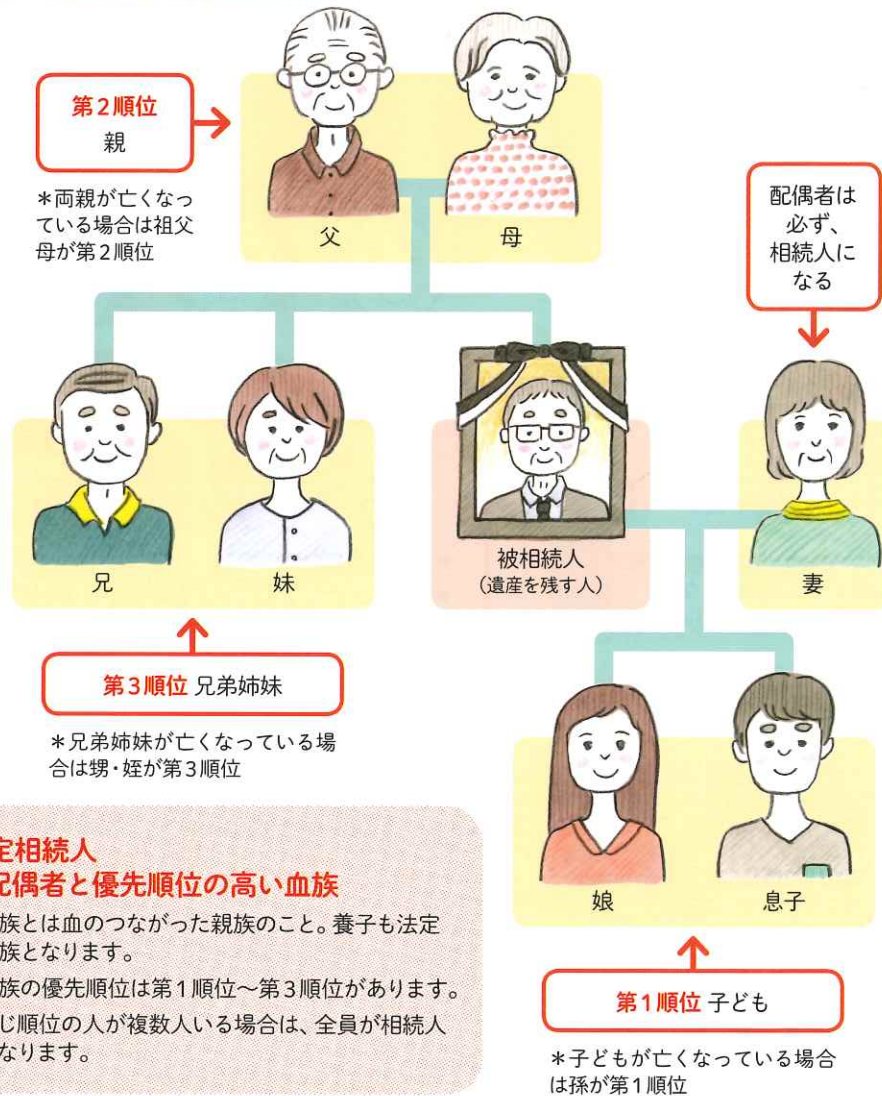 第2順位
親
＊両親が亡くなっ
ている場合は祖父
母が第2順位
父
母
配偶者は
必ず、
相続人に
なる
兄
妹
被相続人
（遺産を残す人）
妻
第3順位 兄弟姉妹
＊兄弟姉妹が亡くなっている場
合は甥・姪が第3順位
娘
息子
第1順位 子ども
＊子どもが亡くなっている場合
は孫が第1順位
定相続人
配偶者と優先順位の高い血族
族とは血のつながった親族のこと。養子も法定
族となります。
族の優先順位は第1順位〜第3順位があります。
じ順位の人が複数人いる場合は、全員が相続人
なります。